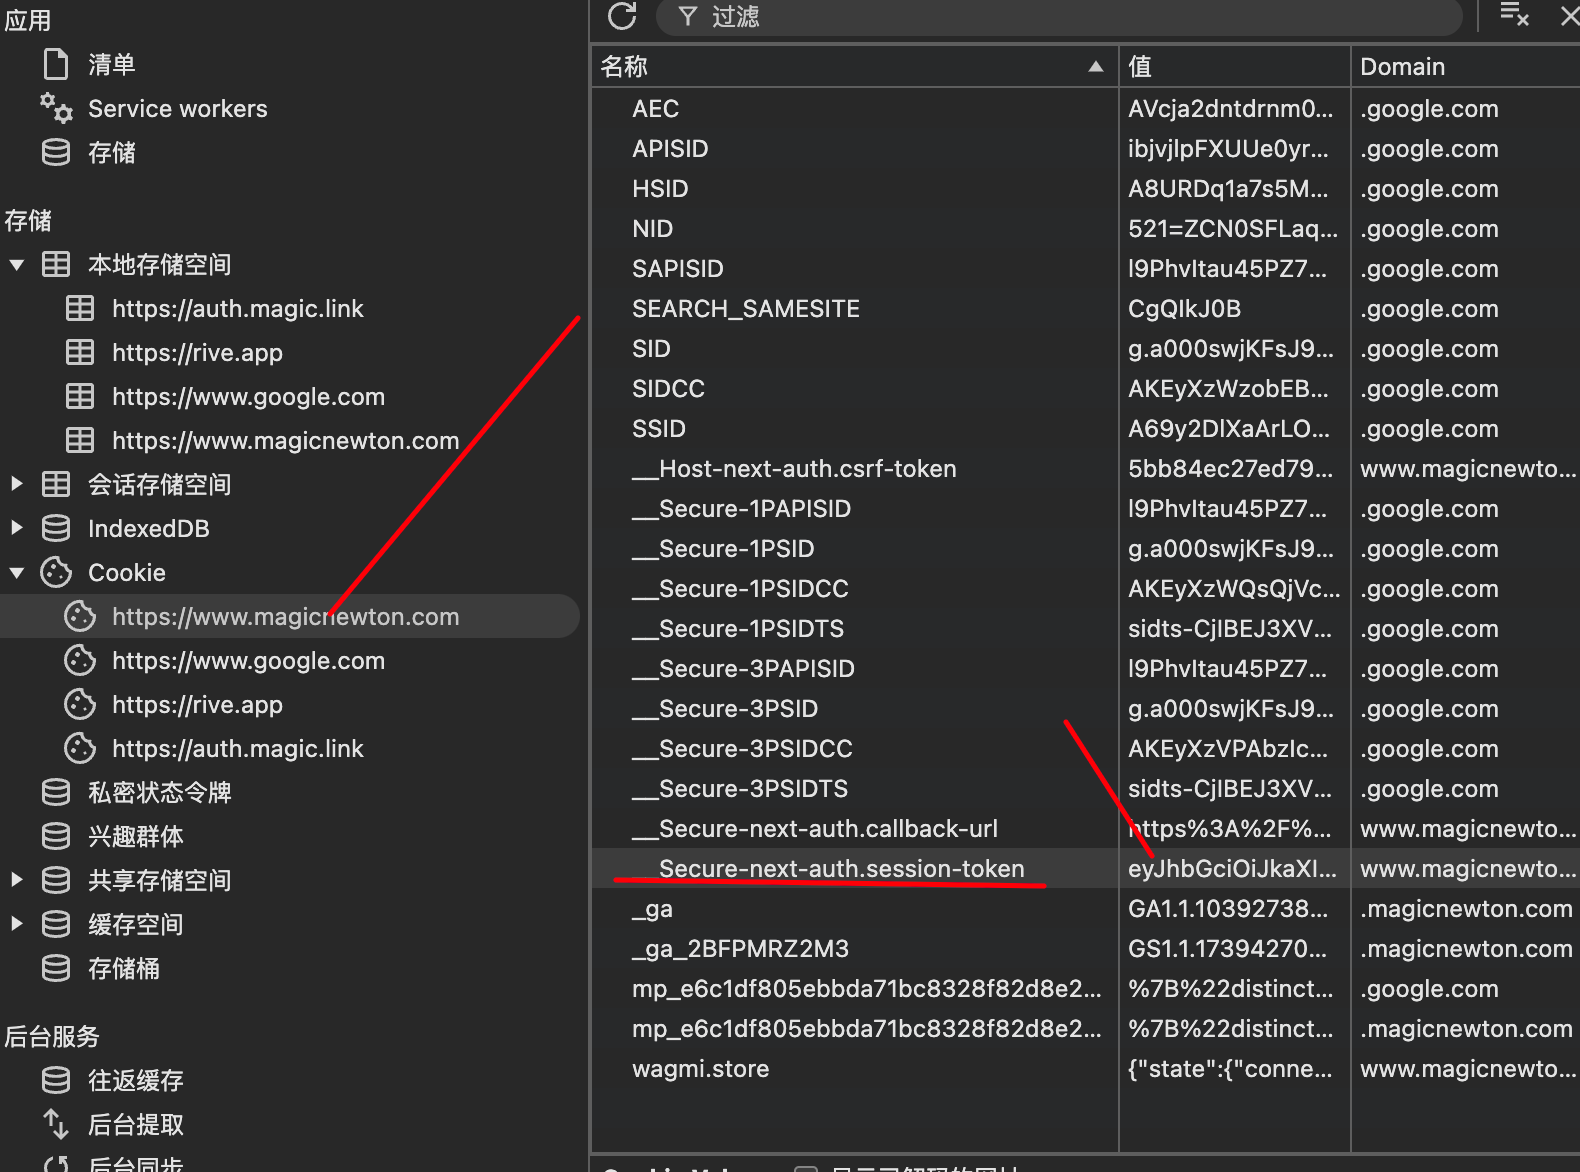 应用
清单
Service workers
存储
存储
本地存储空间
https://auth.magic.link
https://rive.app
https://www.google.com
https://www.magicnewton.com
会话存储空间
IndexedDB
Cookie
https://www.magicnewton.com
https://www.google.com
https://rive.app
https://auth.magic.link
私密状态令牌
兴趣群体
共享存储空间
缓存空间
存储桶
后台服务
往返缓存
后台提取
后台同步
过滤
名称 值 Domain
AEC AVcja2dntdrnm0... .google.com
APISID ibjvjlpFXUUe0yr... .google.com
HSID A8URDq1a7s5M... .google.com
NID 521=ZCN0SFLaq... .google.com
SAPISID l9PhvItau45PZ7... .google.com
SEARCH_SAMESITE CgQIkJ0B .google.com
SID g.a000swjKFsJ9... .google.com
SIDCC AKEyXzWzobEB... .google.com
SSID A69y2DlXaArLO... .google.com
__Host-next-auth.csrf-token 5bb84ec27ed79... www.magicnewto...
__Secure-1PAPISID l9PhvItau45PZ7... .google.com
__Secure-1PSID g.a000swjKFsJ9... .google.com
__Secure-1PSIDCC AKEyXzWQsQjVc... .google.com
__Secure-1PSIDTS sidts-CjIBEJ3XV... .google.com
__Secure-3PAPISID l9PhvItau45PZ7... .google.com
__Secure-3PSID g.a000swjKFsJ9... .google.com
__Secure-3PSIDCC AKEyXzVPAbzIc... .google.com
__Secure-3PSIDTS sidts-CjIBEJ3XV... .google.com
__Secure-next-auth.callback-url https%3A%2F%... www.magicnewto...
__Secure-next-auth.session-token eyJhbGciOiJkaXI... www.magicnewto...
_ga GA1.1.10392738... .magicnewton.com
_ga_2BFPMRZ2M3 GS1.1.17394270... .magicnewton.com
mp_e6c1df805ebbda71bc8328f82d8e2... %7B%22distinct... .google.com
mp_e6c1df805ebbda71bc8328f82d8e2... %7B%22distinct... .magicnewton.com
wagmi.store {"state":{"conne... www.magicnewto...